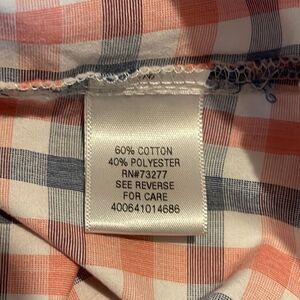 60% COTTON
40% POLYESTER
RN#73277
SEE REVERSE
FOR CARE
400641014686